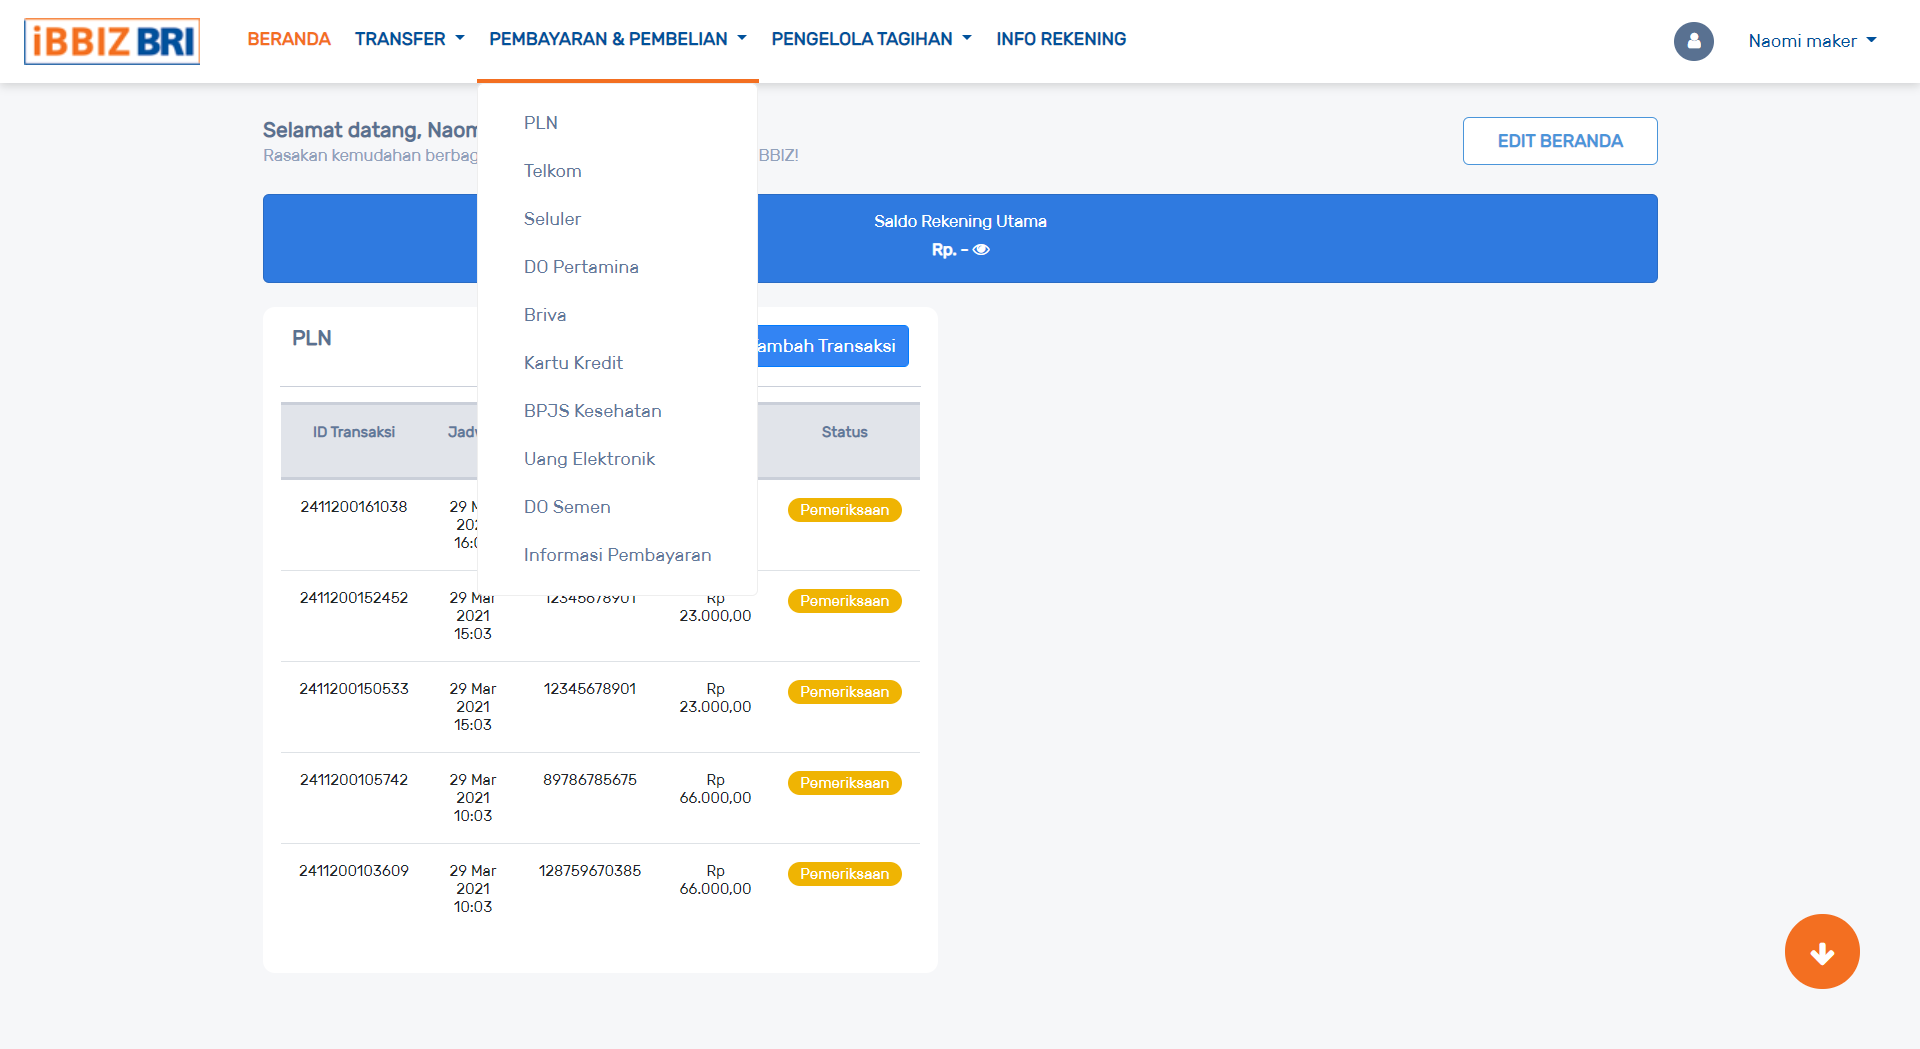 iBBIZ BRI
BERANDA TRANSFER PEMBAYARAN & PEMBELIAN PENGELOLA TAGIHAN INFO REKENING
Naomi maker
PLN
Telkom
Seluler
DO Pertamina
Briva
Kartu Kredit
BPJS Kesehatan
Uang Elektronik
DO Semen
Informasi Pembayaran
Selamat datang,
Rasakan kemudahan
BBIZ!
EDIT BERANDA
Saldo Rekening Utama
Rp. -
PLN
ambah Transaksi
ID Transaksi Status
2411200161038 29 Pemeriksaan
2411200152452 29 Mar 12345678901 Rp Pemeriksaan
2021 23.000,00
15:03
2411200150533 29 Mar 12345678901 Rp Pemeriksaan
2021 23.000,00
15:03
2411200105742 29 Mar 89786785675 Rp Pemeriksaan
2021 66.000,00
10:03
2411200103609 29 Mar 128759670385 Rp Pemeriksaan
2021 66.000,00
10:03